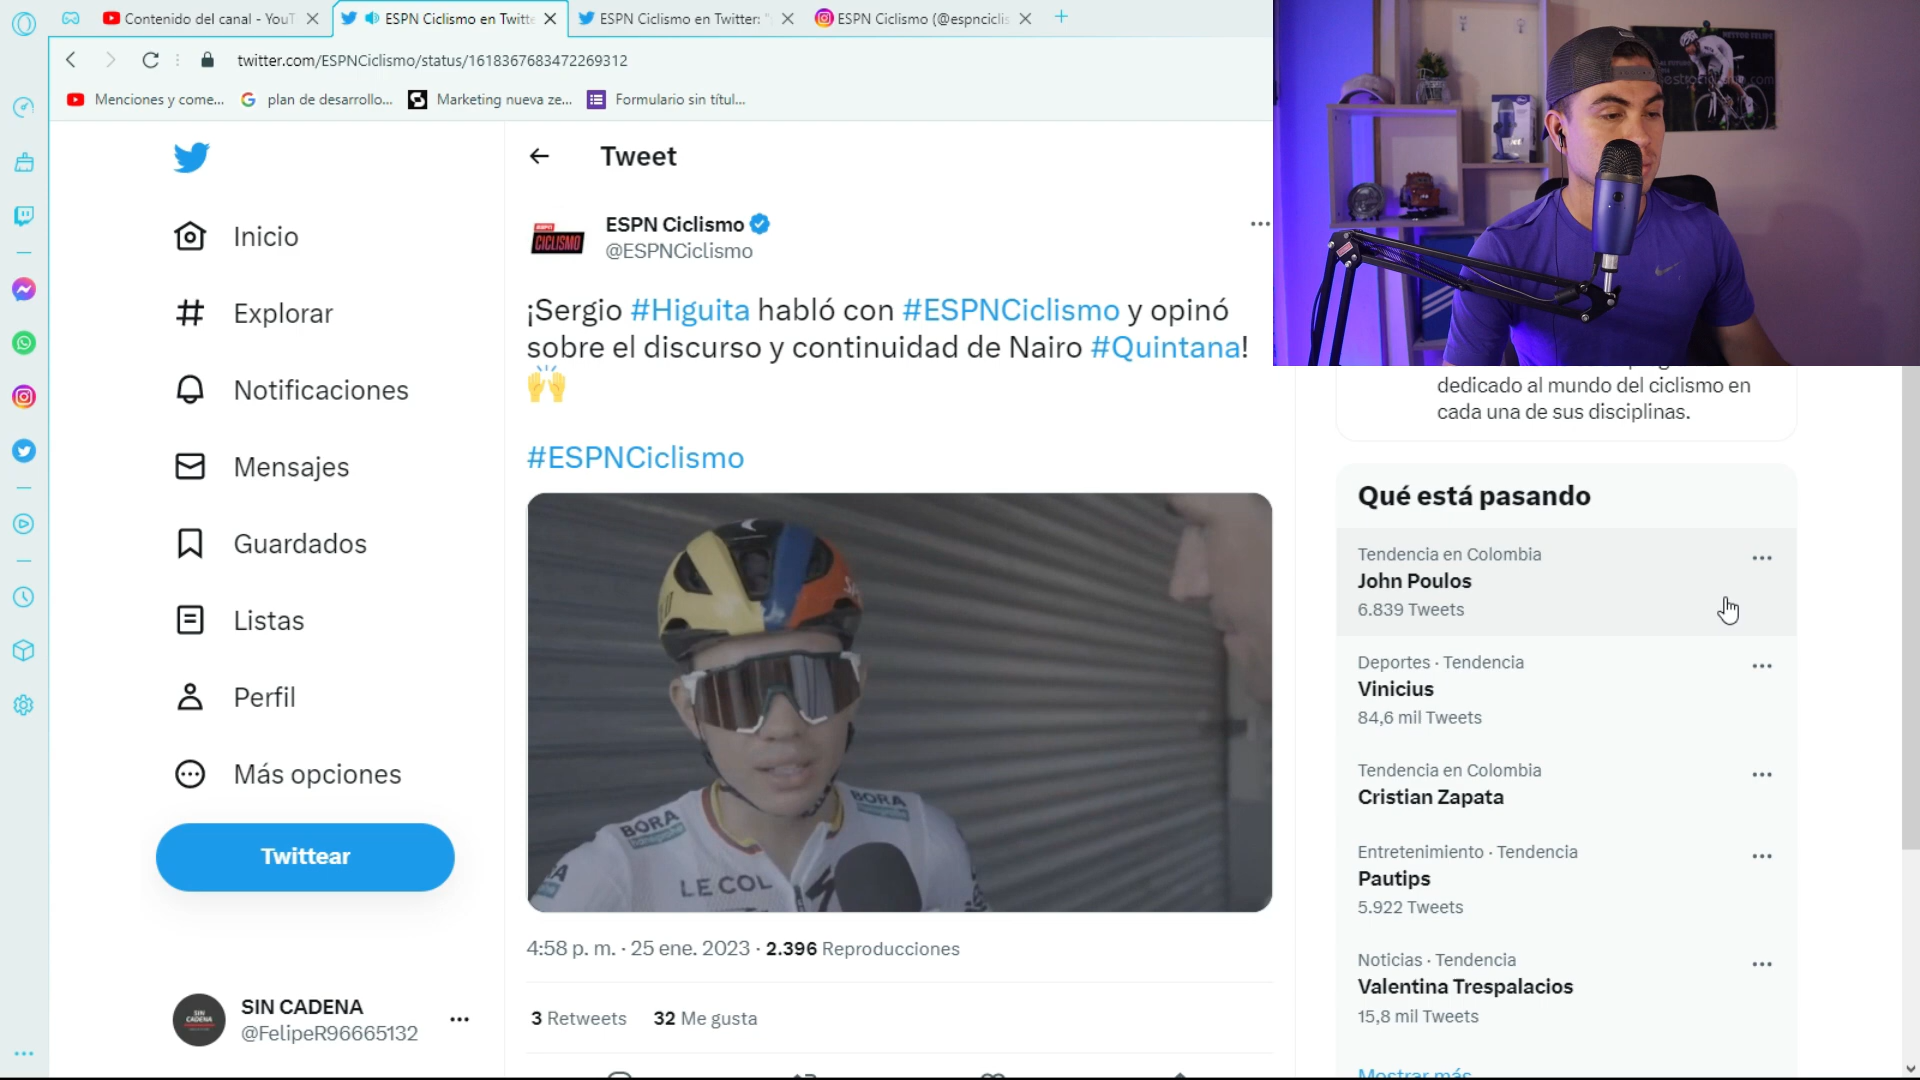 Contenido del canal - YouT
ESPN Ciclismo en Twitte
ESPN Ciclismo en Twitter: "
ESPN Ciclismo (@espncicli
twitter.com/ESPNCiclismo/status/1618367683472269312
Menciones y come...
plan de desarrollo...
Marketing nueva ze...
Formulario sin títul...
Inicio
Explorar
Notificaciones
Mensajes
Guardados
Listas
Perfil
Más opciones
Twittear
SIN CADENA
@FelipeR96665132
SIN
CADENA
Tweet
CICLISMO
ESPN Ciclismo
@ESPNCiclismo
¡Sergio #Higuita habló con #ESPNCiclismo y opinó
sobre el discurso y continuidad de Nairo #Quintana!
🙌
#ESPNCiclismo
BORA
BORA
LE COL
4:58 p. m. · 25 ene. 2023 · 2.396 Reproducciones
3 Retweets 32 Me gusta
dedicado al mundo del ciclismo en
cada una de sus disciplinas.
Qué está pasando
Tendencia en Colombia
John Poulos
6.839 Tweets
Deportes · Tendencia
Vinicius
84,6 mil Tweets
Tendencia en Colombia
Cristian Zapata
Entretenimiento · Tendencia
Pautips
5.922 Tweets
Noticias · Tendencia
Valentina Trespalacios
15,8 mil Tweets
Mostrar más